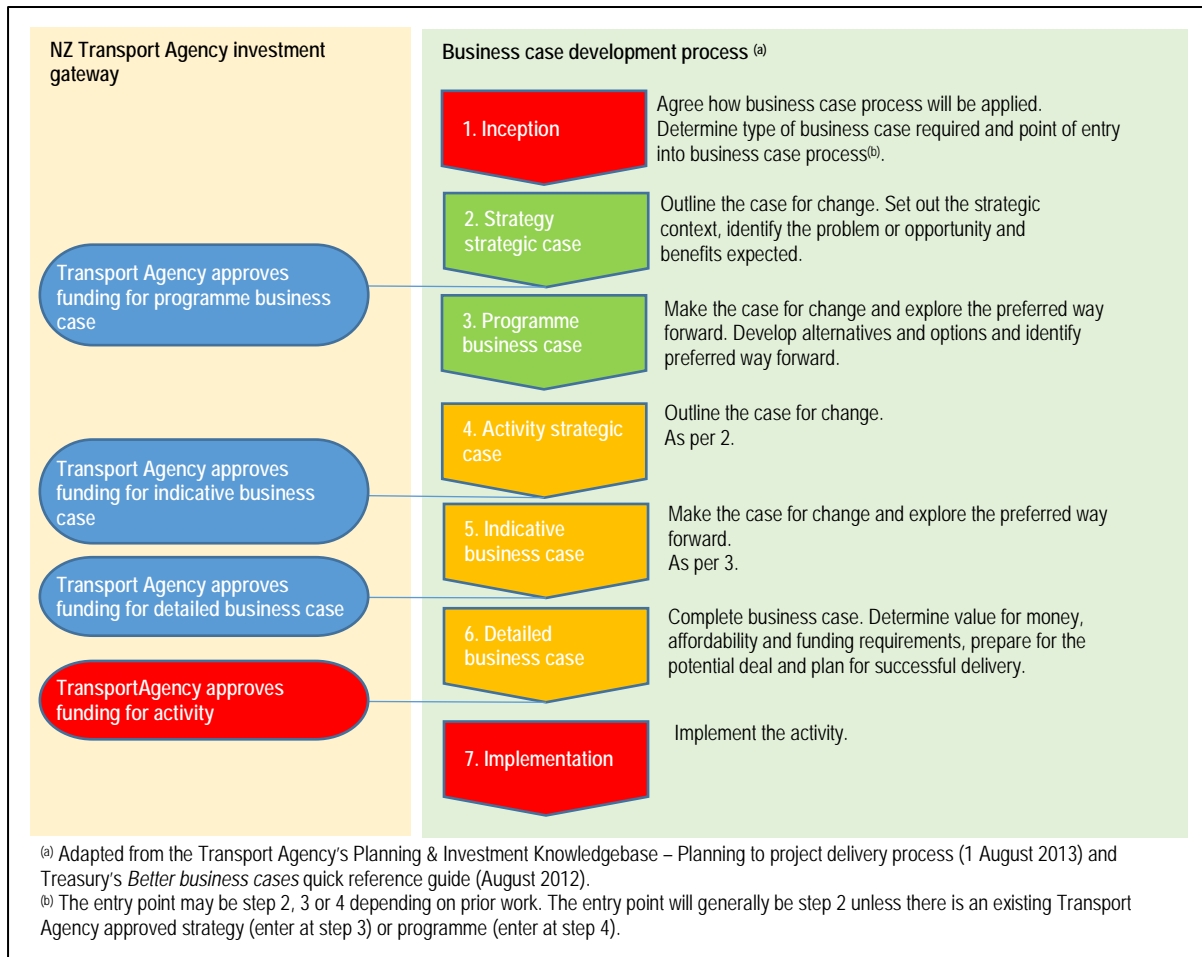 NZ Transport Agency investment
gateway
Transport Agency approves
funding for programme business
case
Transport Agency approves
funding for indicative business
case
Transport Agency approves
funding for detailed business case
TransportAgency approves
funding for activity
Business case development process (a)
1. Inception
Agree how business case process will be applied.
Determine type of business case required and point of entry
into business case process(b).
2. Strategy
strategic case
Outline the case for change. Set out the strategic
context, identify the problem or opportunity and
benefits expected.
3. Programme
business case
Make the case for change and explore the preferred way
forward. Develop alternatives and options and identify
preferred way forward.
4. Activity strategic
case
Outline the case for change.
As per 2.
5. Indicative
business case
Make the case for change and explore the preferred way
forward.
As per 3.
6. Detailed
business case
Complete business case. Determine value for money,
affordability and funding requirements, prepare for the
potential deal and plan for successful delivery.
7. Implementation
Implement the activity.
(a) Adapted from the Transport Agency's Planning & Investment Knowledgebase – Planning to project delivery process (1 August 2013) and
Treasury's Better business cases quick reference guide (August 2012).
(b) The entry point may be step 2, 3 or 4 depending on prior work. The entry point will generally be step 2 unless there is an existing Transport
Agency approved strategy (enter at step 3) or programme (enter at step 4).